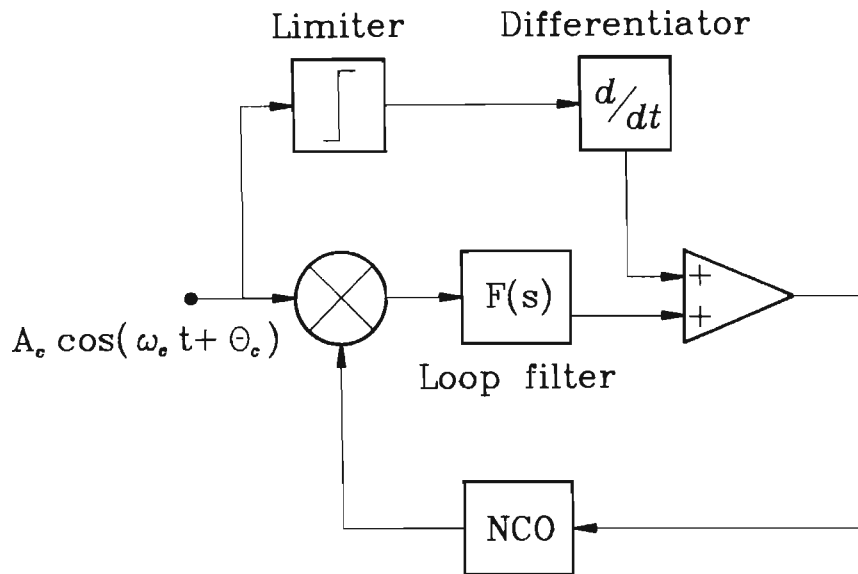 Limiter
Differentiator
d/dt
+
+
F(s)
A_c cos(ω_c t+ Θ_c)
Loop filter
NCO